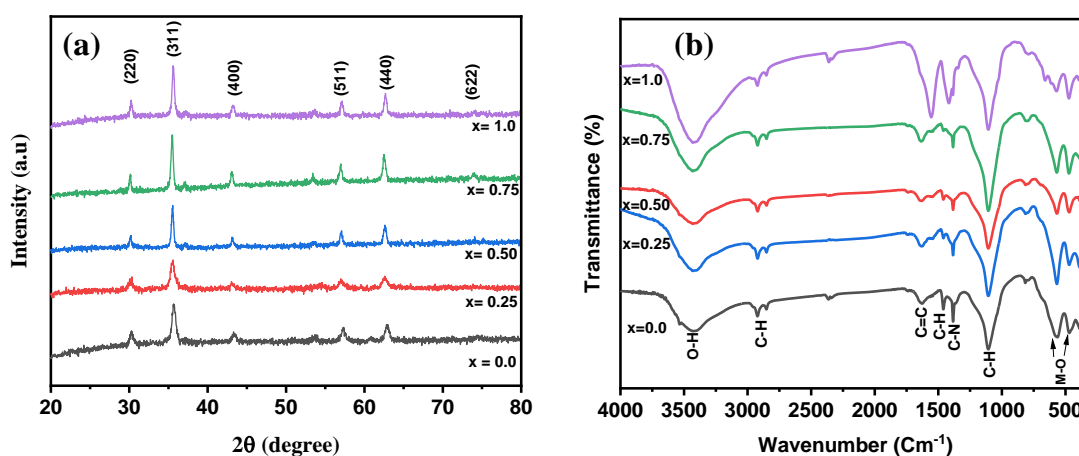 (a)
(220)
(311)
(400)
(511)
(440)
(622)
x= 1.0
x= 0.75
x= 0.50
x= 0.25
x= 0.0
Intensity (a.u)
20 30 40 50 60 70 80
2θ (degree)
(b)
x=1.0
x=0.75
x=0.50
x=0.25
x=0.0
O-H
C-H
C=C
C-H
C-N
C-H
M-O
Transmittance (%)
4000 3500 3000 2500 2000 1500 1000 500
Wavenumber (Cm⁻¹)